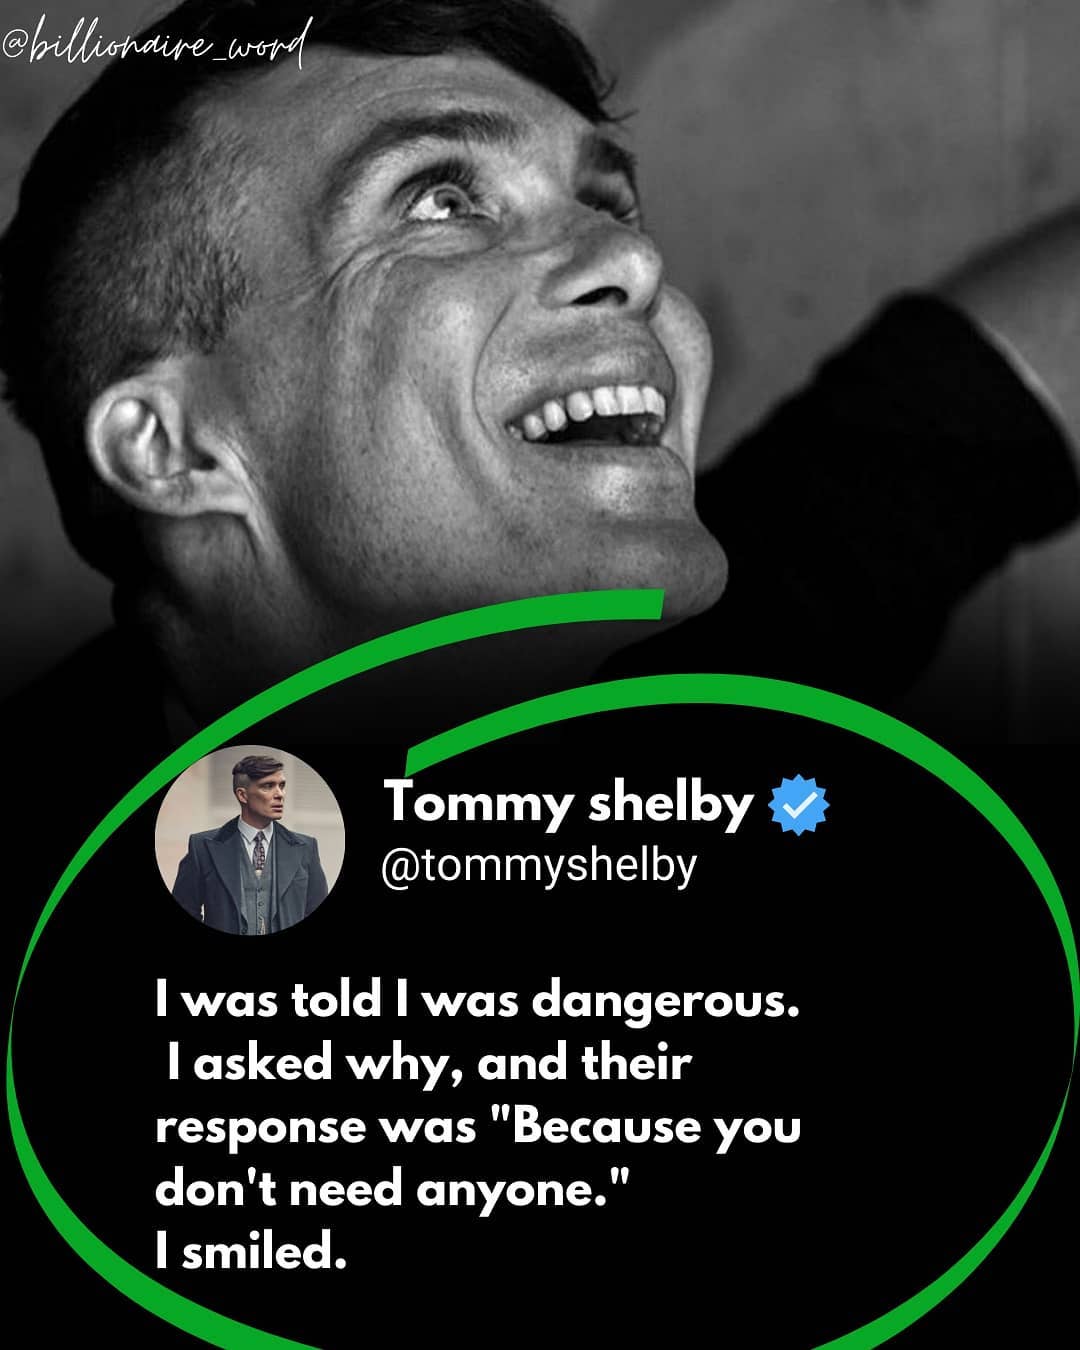 @billionaire_word
Tommy shelby
@tommyshelby
I was told I was dangerous.
I asked why, and their
response was "Because you
don't need anyone."
I smiled.